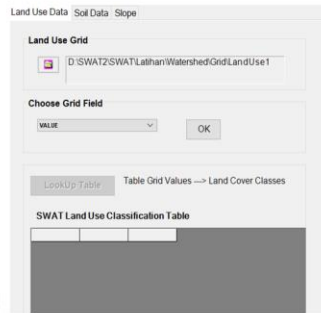 Land Use Data Soil Data Slope
Land Use Grid
D:\SWAT2\SWAT\Latihan\Watershed\Grid\LandUse1
Choose Grid Field
VALUE
OK
LookUp Table
Table Grid Values ---> Land Cover Classes
SWAT Land Use Classification Table